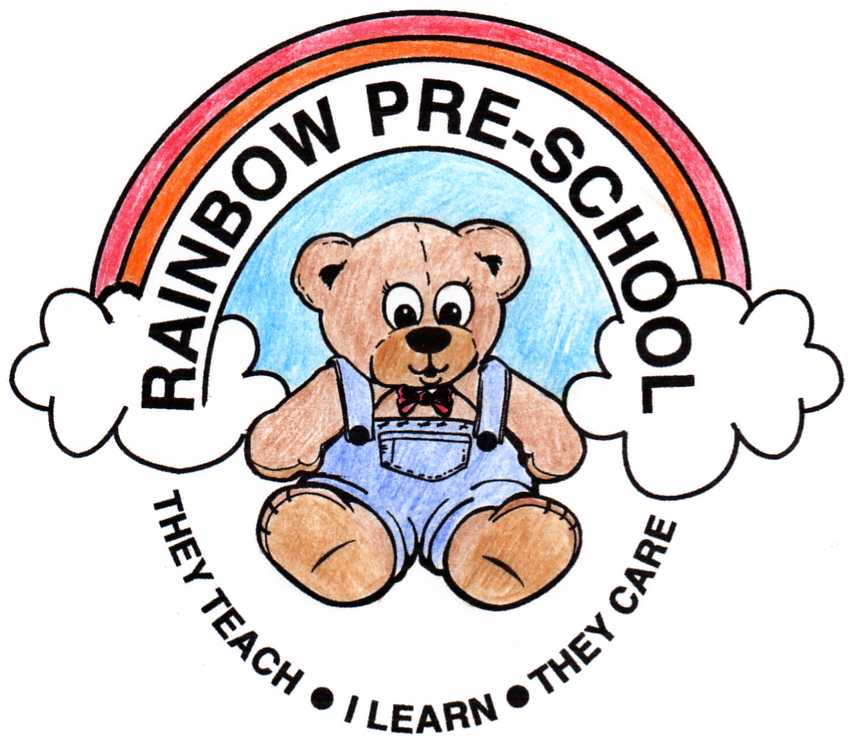 RAINBOW PRE-SCHOOL
THEY TEACH • I LEARN • THEY CARE